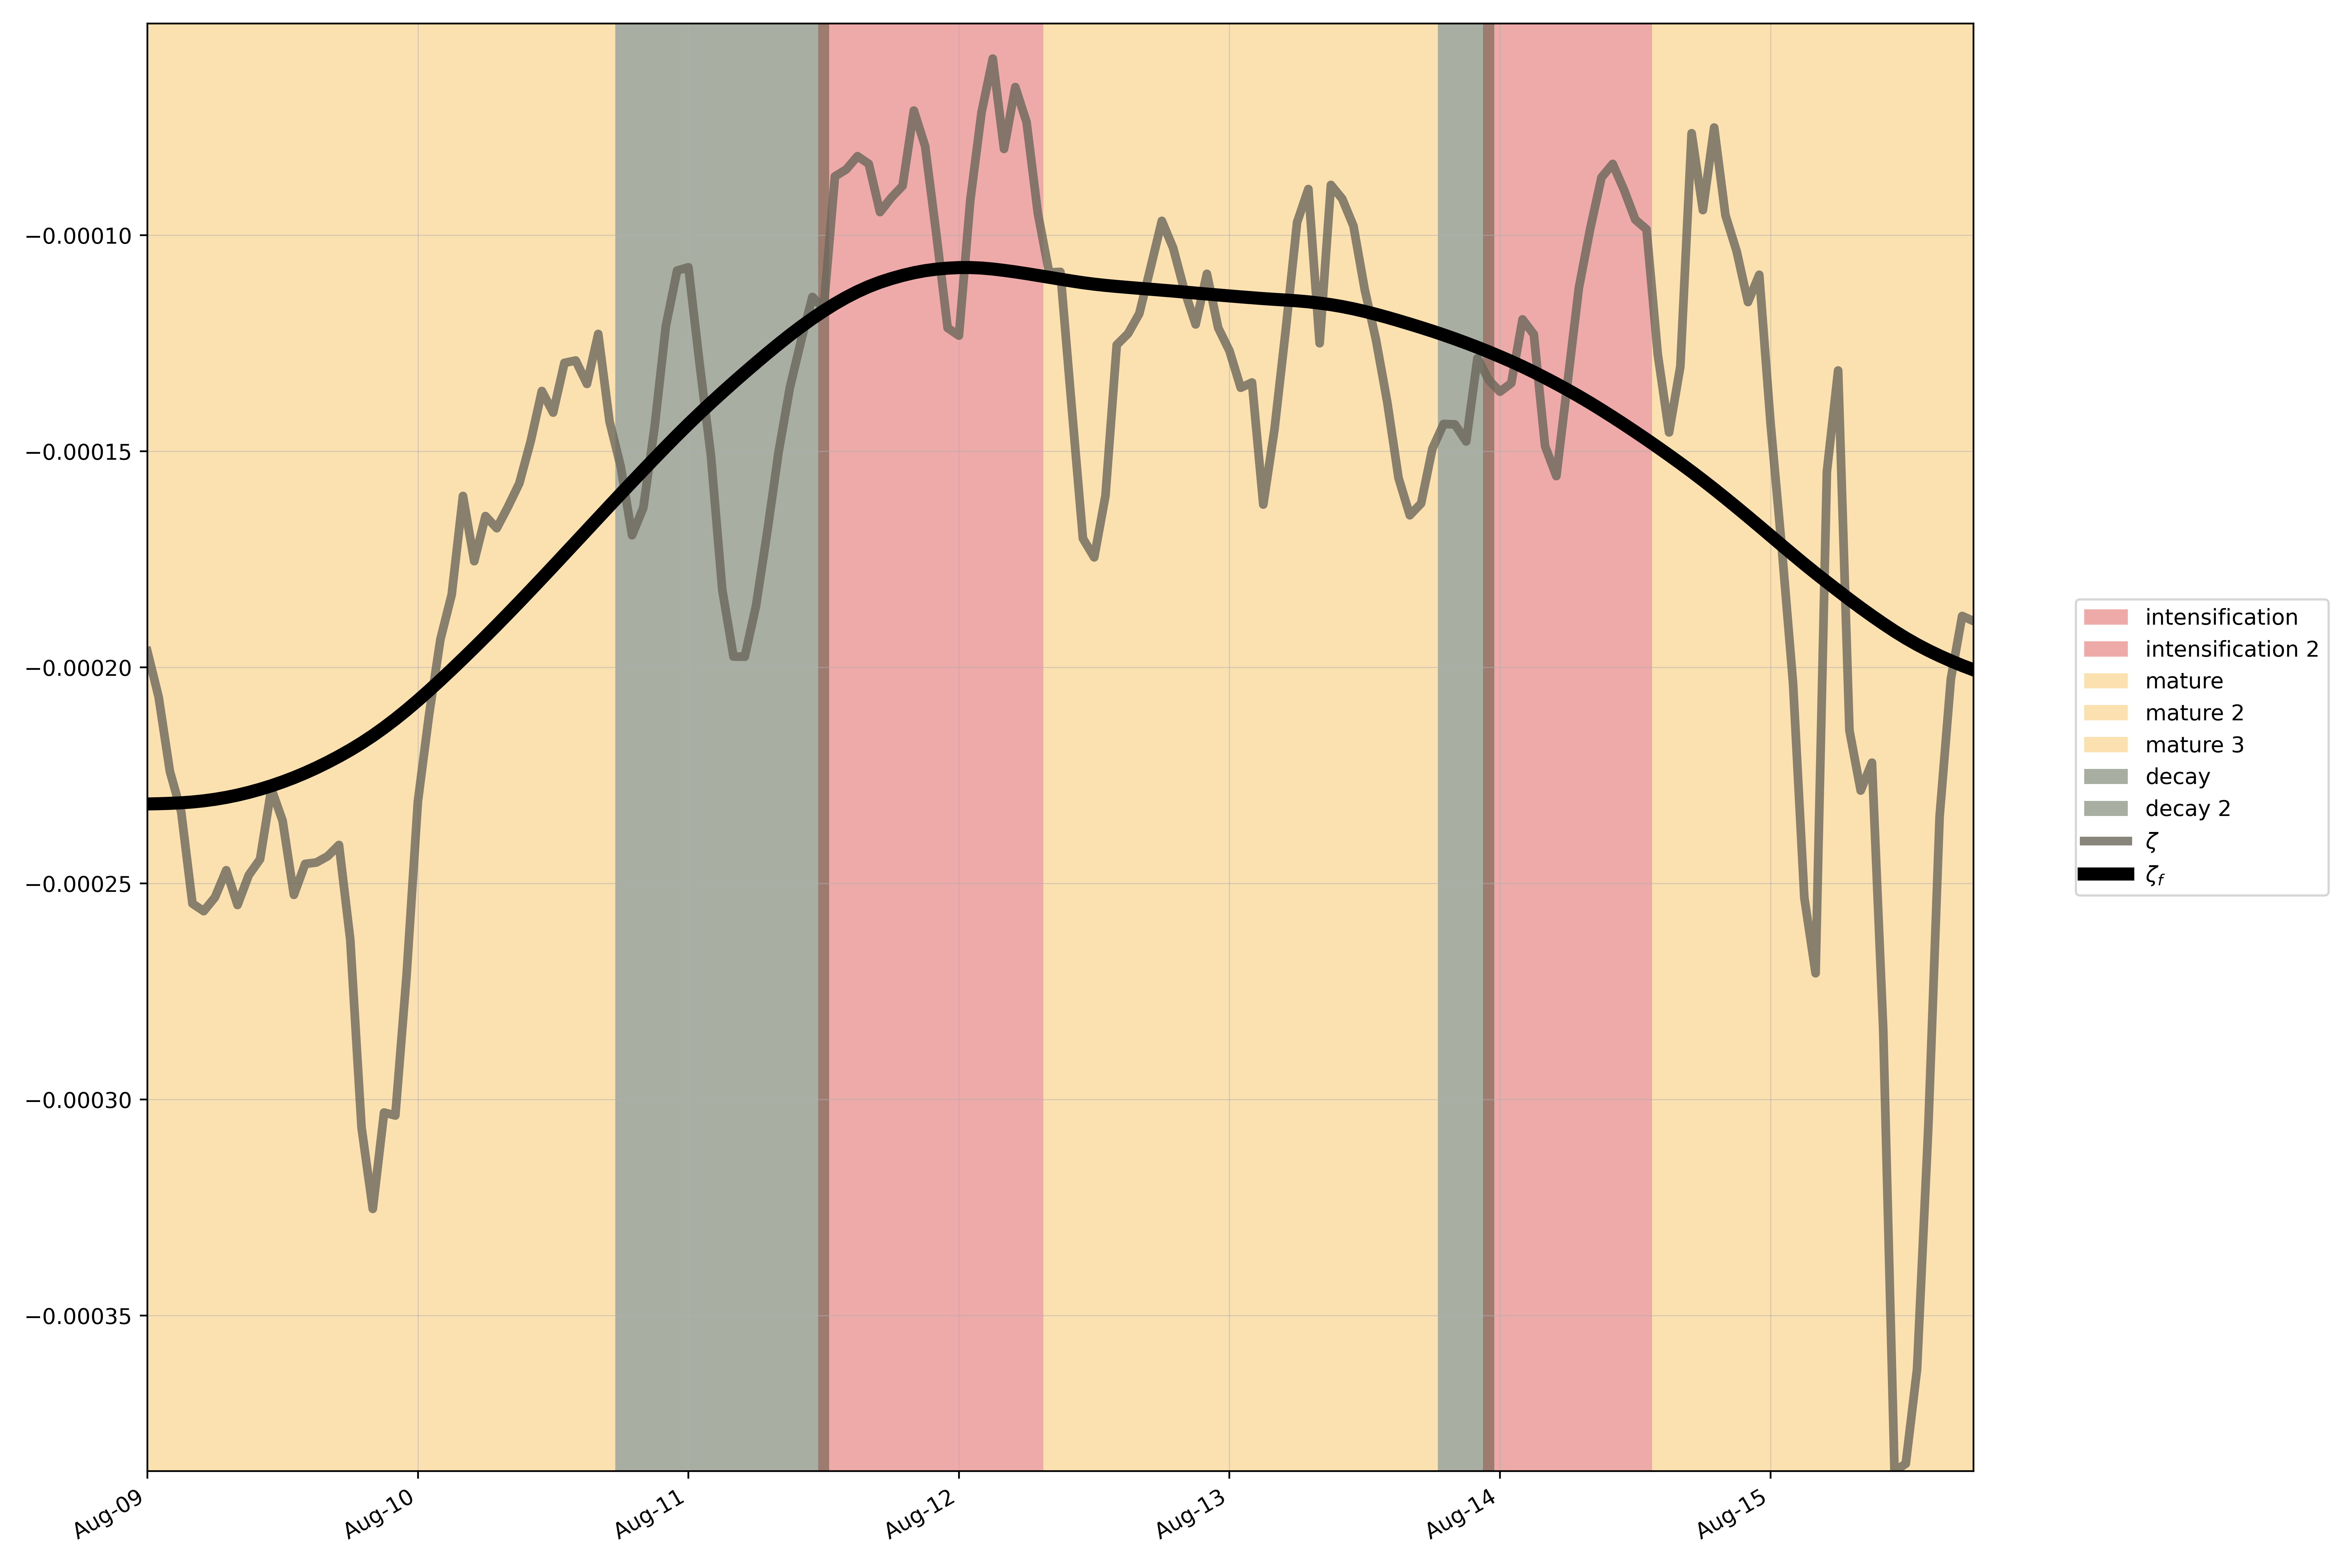 −0.00010
−0.00015
−0.00020
−0.00025
−0.00030
−0.00035
Aug-09
Aug-10
Aug-11
Aug-12
Aug-13
Aug-14
Aug-15
intensification
intensification 2
mature
mature 2
mature 3
decay
decay 2
ζ
ζ_f